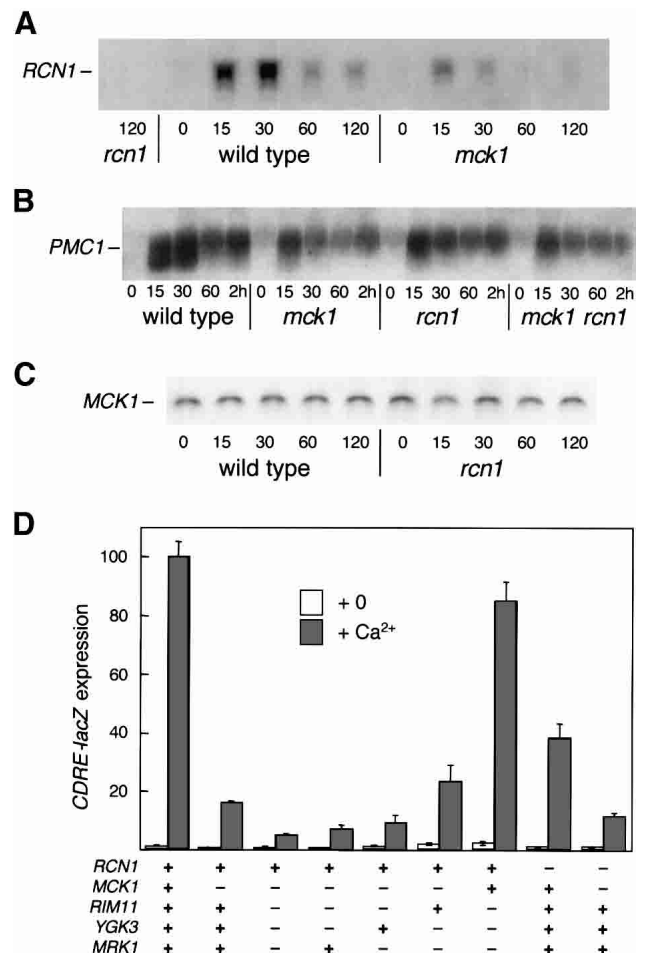 A
RCN1 –
120 0 15 30 60 120 0 15 30 60 120
rcn1 wild type mck1
B
PMC1 –
0 15 30 60 2h 0 15 30 60 2h 0 15 30 60 2h 0 15 30 60 2h
wild type mck1 rcn1 mck1 rcn1
C
MCK1 –
0 15 30 60 120 0 15 30 60 120
wild type rcn1
D
100
+ 0
80
+ Ca²⁺
60
40
20
CDRE-lacZ expression
RCN1 + + + + + + + – –
MCK1 + – – – – – + + –
RIM11 + + – – – + – + +
YGK3 + + – – + – – + +
MRK1 + + – + – – – + +